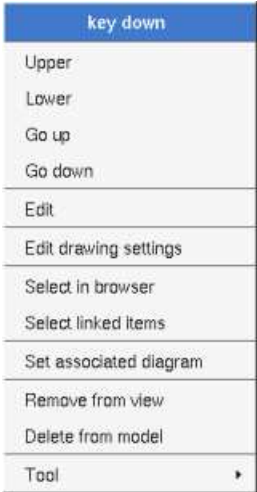 key down
Upper
Lower
Go up
Go down
Edit
Edit drawing settings
Select in browser
Select linked items
Set associated diagram
Remove from view
Delete from model
Tool